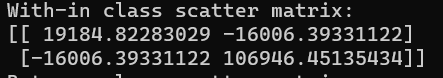 With-in class scatter matrix:
[[ 19184.82283029 -16006.39331122]
 [-16006.39331122 106946.45135434]]